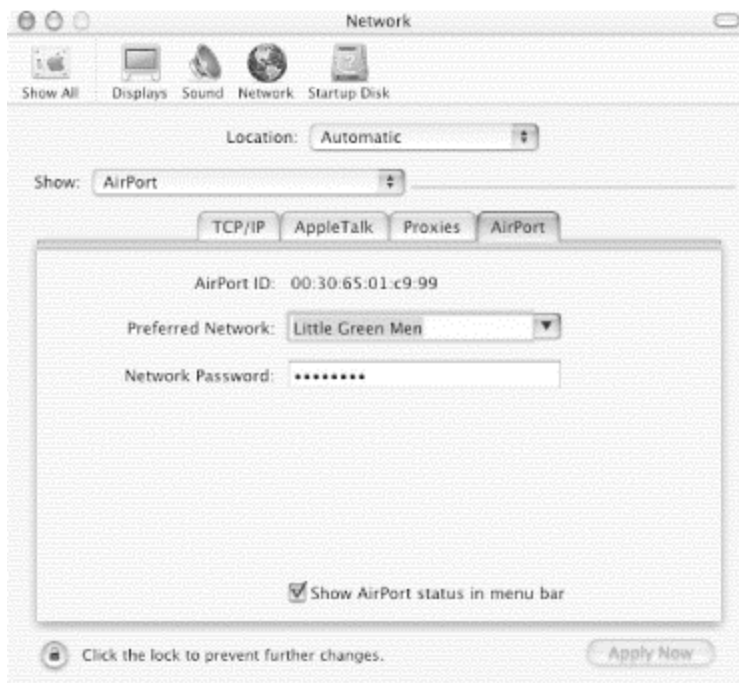 Network
Show All Displays Sound Network Startup Disk
Location: Automatic
Show: AirPort
TCP/IP AppleTalk Proxies AirPort
AirPort ID: 00:30:65:01:c9:99
Preferred Network: Little Green Men
Network Password: ••••••••
Show AirPort status in menu bar
Click the lock to prevent further changes. Apply Now